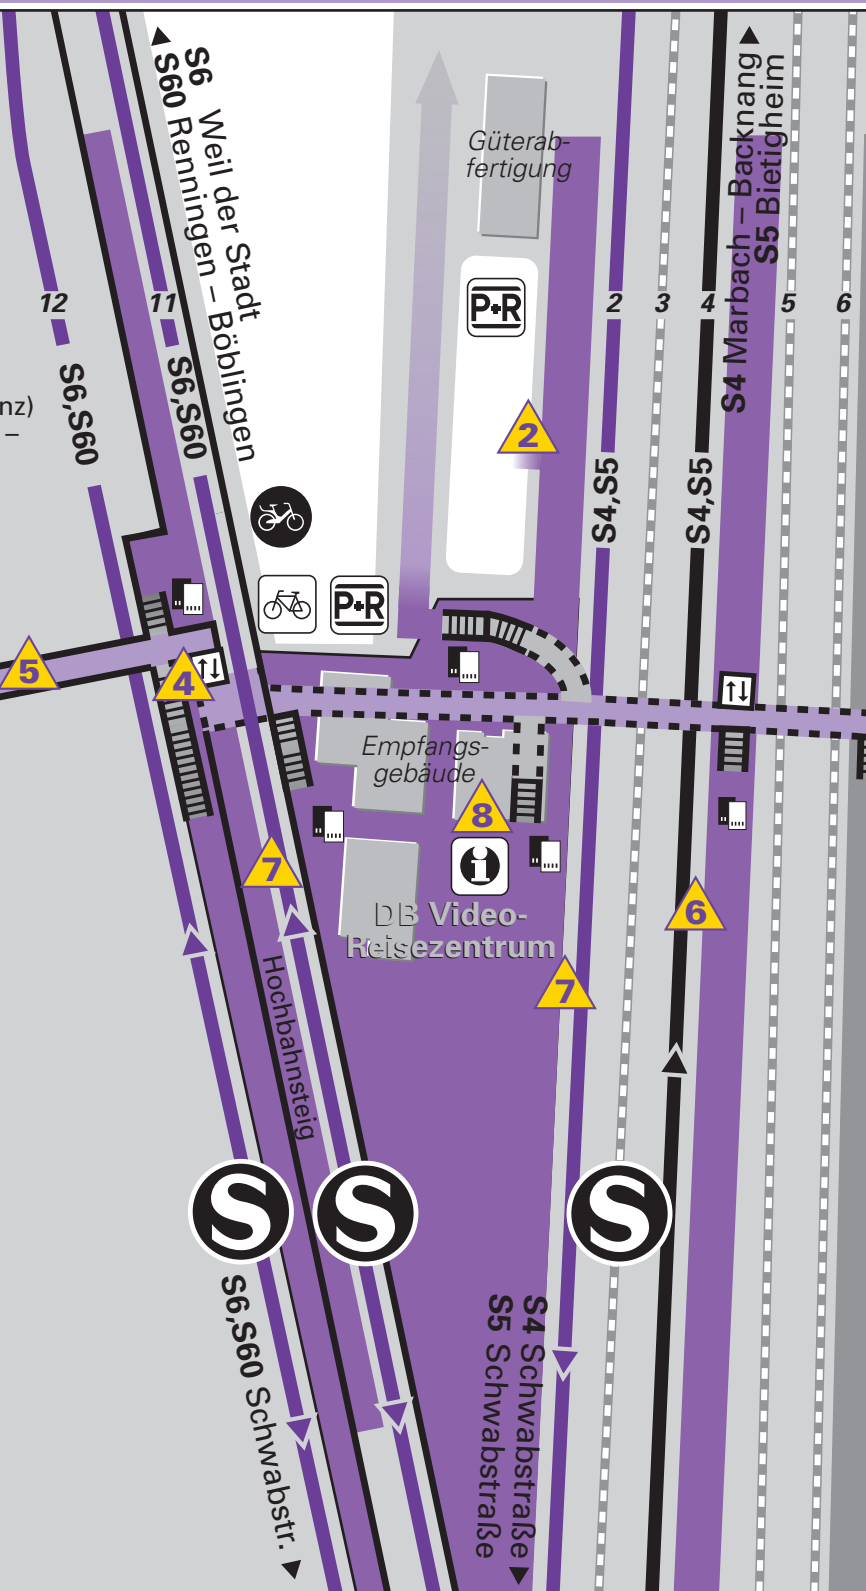 S6 Weil der Stadt
S60 Renningen – Böblingen
S4 Marbach – Backnang
S5 Bietigheim
Güterab-
fertigung
12
11
2
3
4
5
6
P+R
S6,S60
S6,S60
nz)
–
2
S4,S5
S4,S5
P+R
5
4
Empfangs-
gebäude
8
7
i
6
DB Video-
Reisezentrum
7
Hochbahnsteig
S
S
S
S6,S60 Schwabstr.
S4 Schwabstraße
S5 Schwabstraße